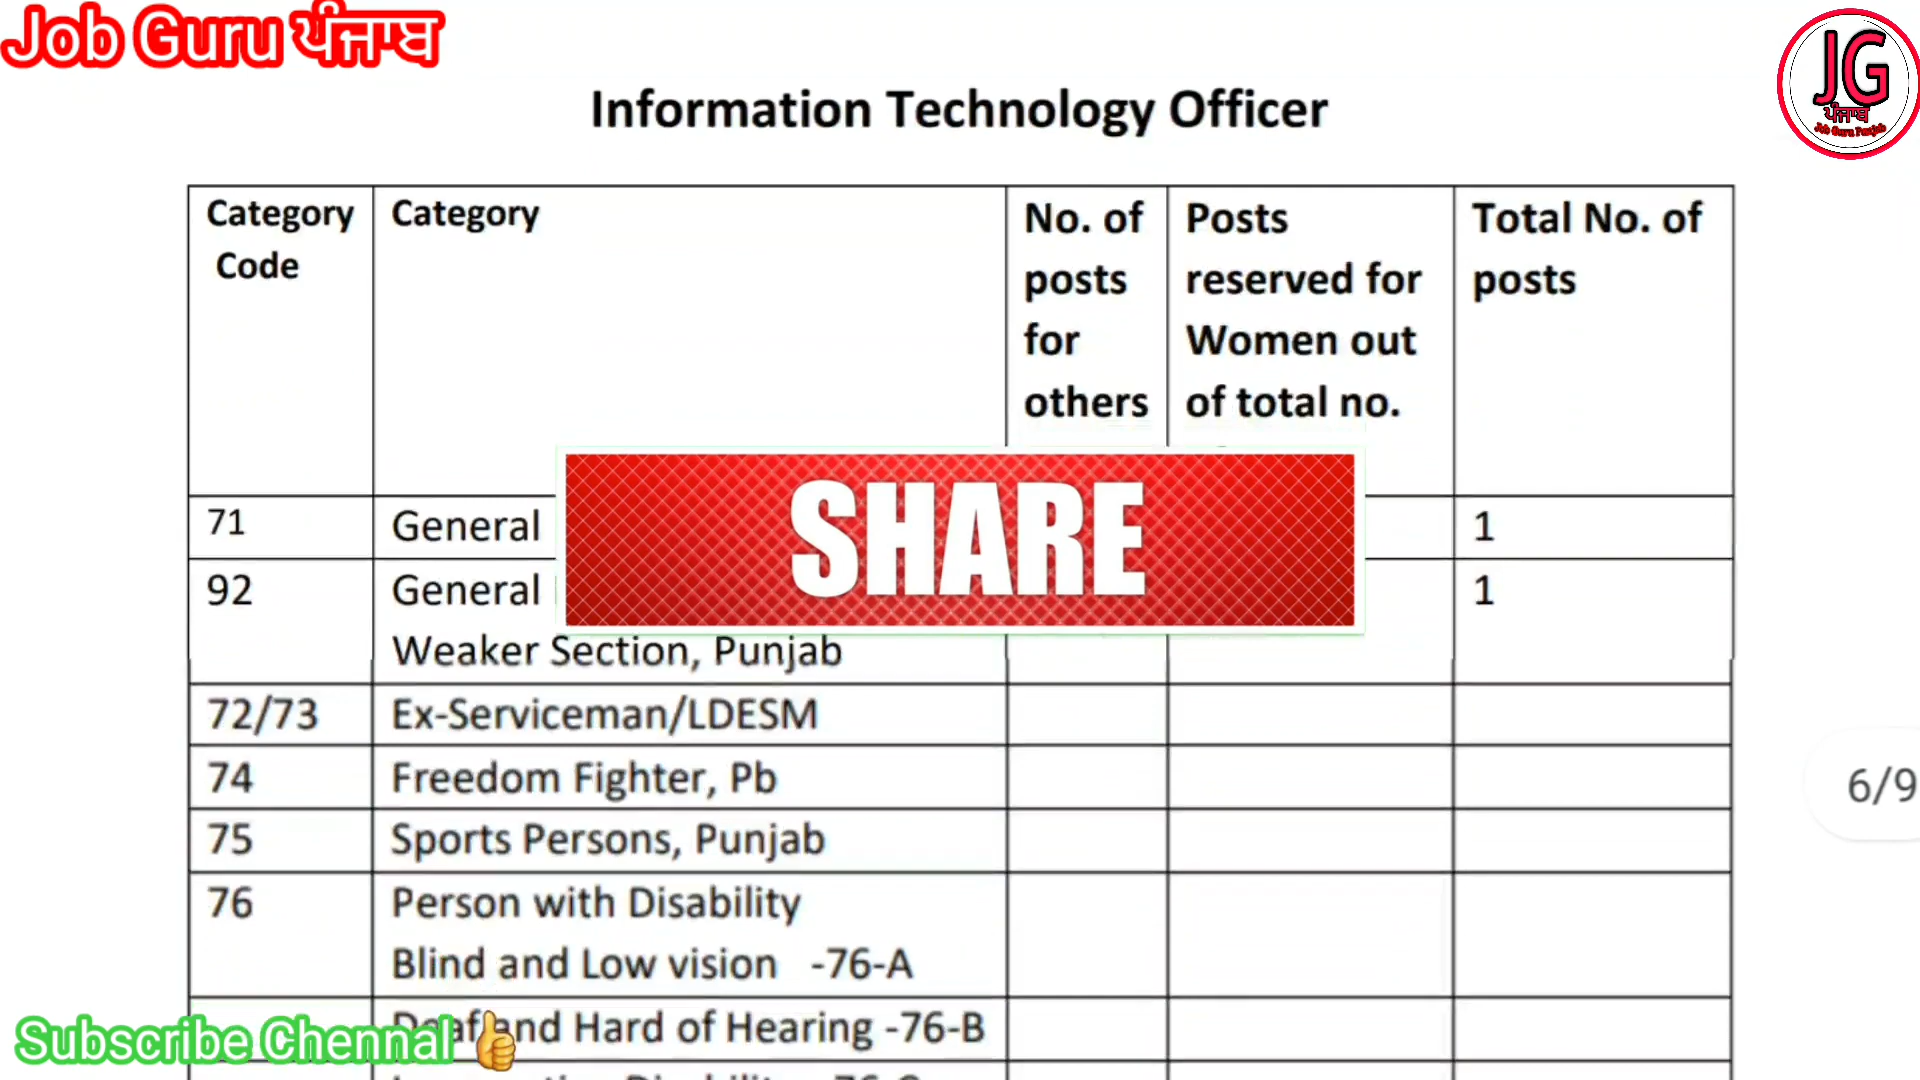 Job Guru ਪੰਜਾਬ
JG
ਪੰਜਾਬ
Job Guru Punjab
Information Technology Officer
Category Code
Category
No. of posts for others
Posts reserved for Women out of total no.
Total No. of posts
71 General 1
92 General 1
Weaker Section, Punjab
SHARE
72/73 Ex-Serviceman/LDESM
74 Freedom Fighter, Pb
75 Sports Persons, Punjab
76 Person with Disability
Blind and Low vision -76-A
and Hard of Hearing -76-B
6/9
Subscribe Chennal